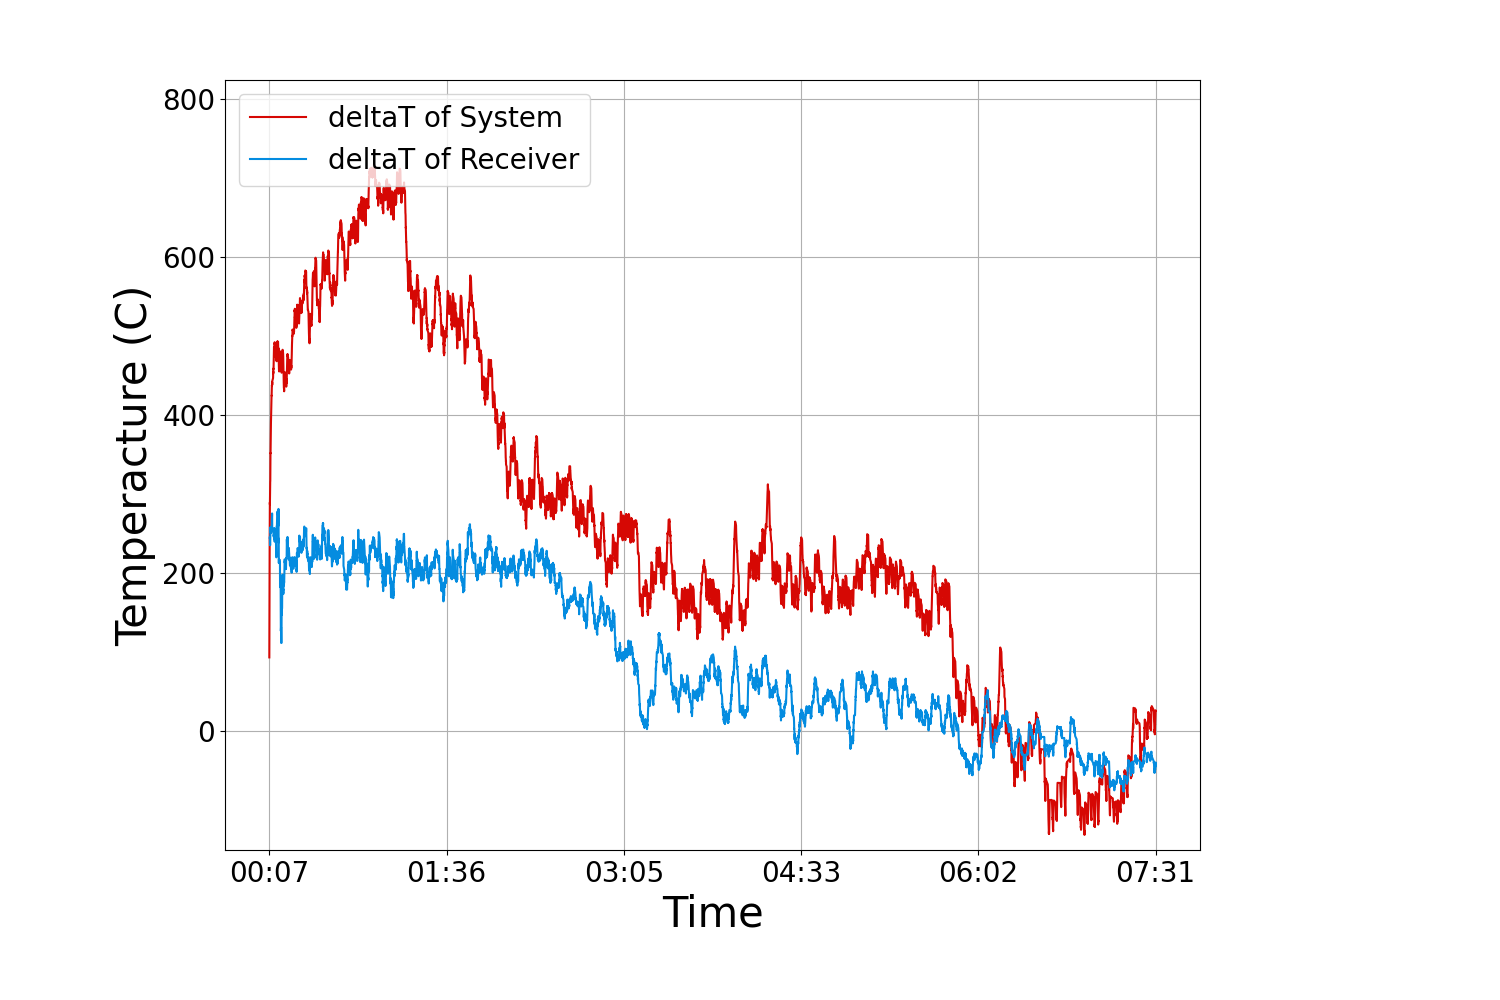 800
600
400
200
0
deltaT of System
deltaT of Receiver
Temperacture (C)
00:07 01:36 03:05 04:33 06:02 07:31
Time